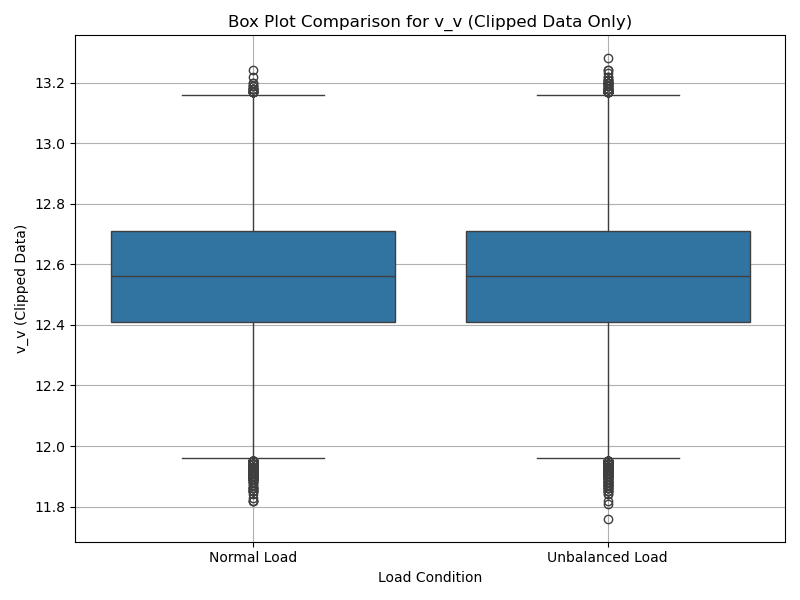 Box Plot Comparison for v_v (Clipped Data Only)
v_v (Clipped Data)
13.2
13.0
12.8
12.6
12.4
12.2
12.0
11.8
Normal Load
Unbalanced Load
Load Condition